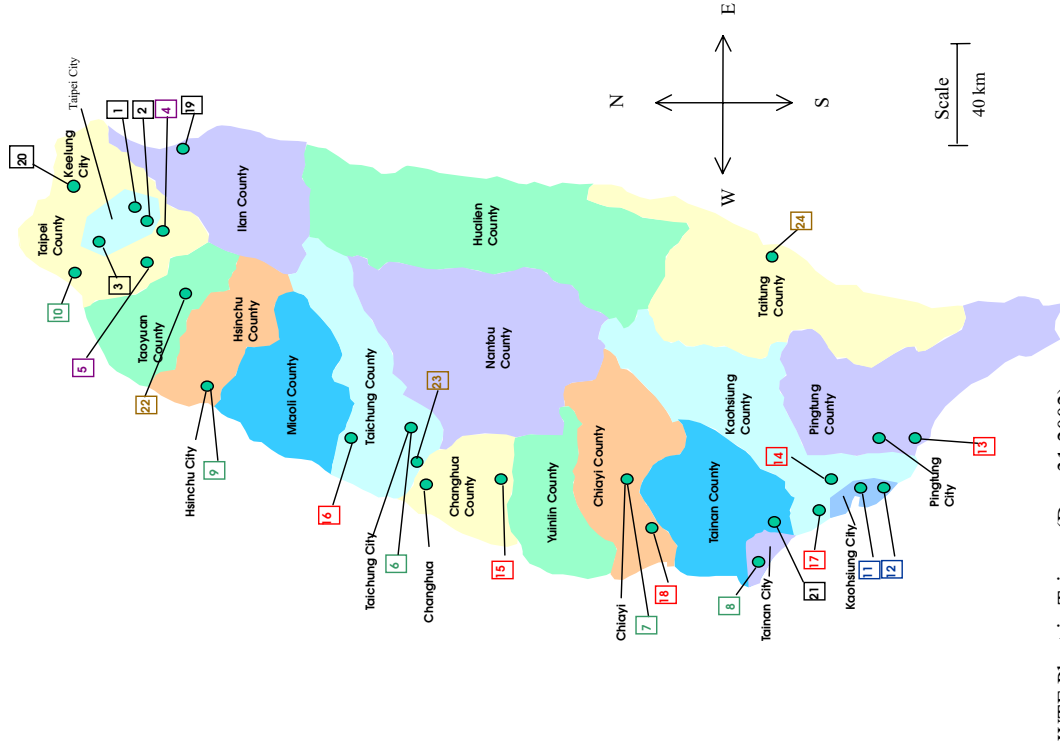 20
Keelung
City
Taipei City
1
2
4
19
Taipei
County
10
3
5
Taoyuan
County
22
Hsinchu
County
Ilan County
Hsinchu City
9
Miaoli County
Taichung County
16
Hualien
County
Nantou
County
23
Taichung City
6
Changhua
Changhua
County
15
Yuinlin County
Chiayi County
Chiayi
7
18
Tainan County
8
Tainan City
21
Kaohsiung
County
14
17
Kaohsiung City
11
12
Pingtung
County
Pingtung
City
13
Taitung
County
24
N
E
S
W
Scale
40 km